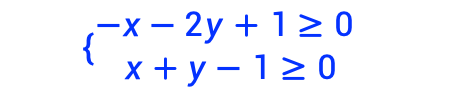 { −x − 2y + 1 ≥ 0
x + y − 1 ≥ 0